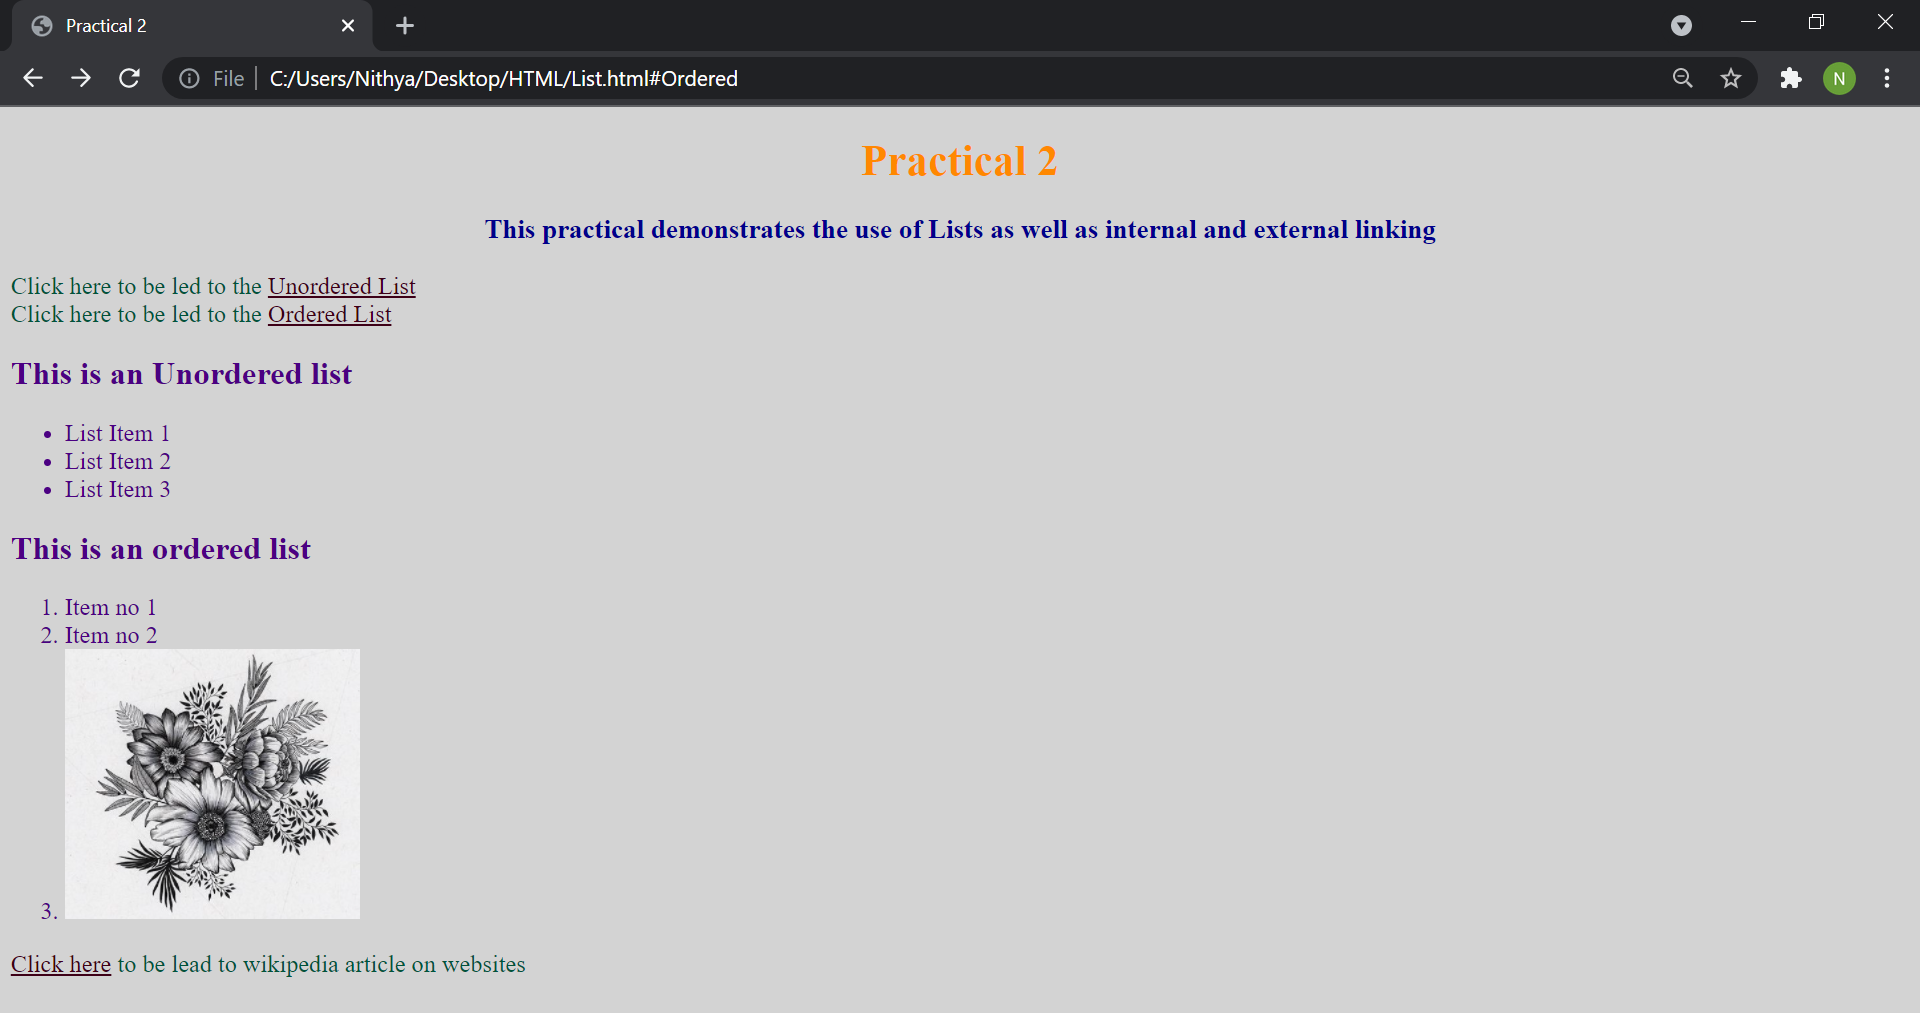 Practical 2
File
C:/Users/Nithya/Desktop/HTML/List.html#Ordered
N
Practical 2
This practical demonstrates the use of Lists as well as internal and external linking
Click here to be led to the Unordered List
Click here to be led to the Ordered List
This is an Unordered list
• List Item 1
• List Item 2
• List Item 3
This is an ordered list
1. Item no 1
2. Item no 2
3.
Click here to be lead to wikipedia article on websites